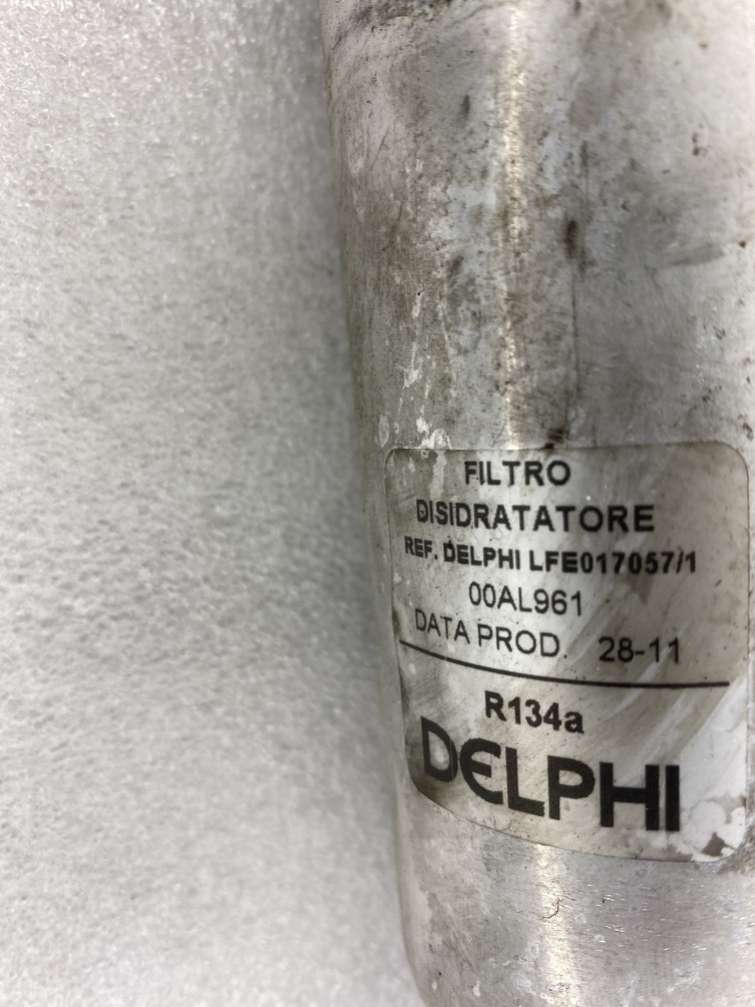 FILTRO
DISIDRATATORE
REF. DELPHI LFE017057/1
00AL961
DATA PROD. 28-11
R134a
DELPHI